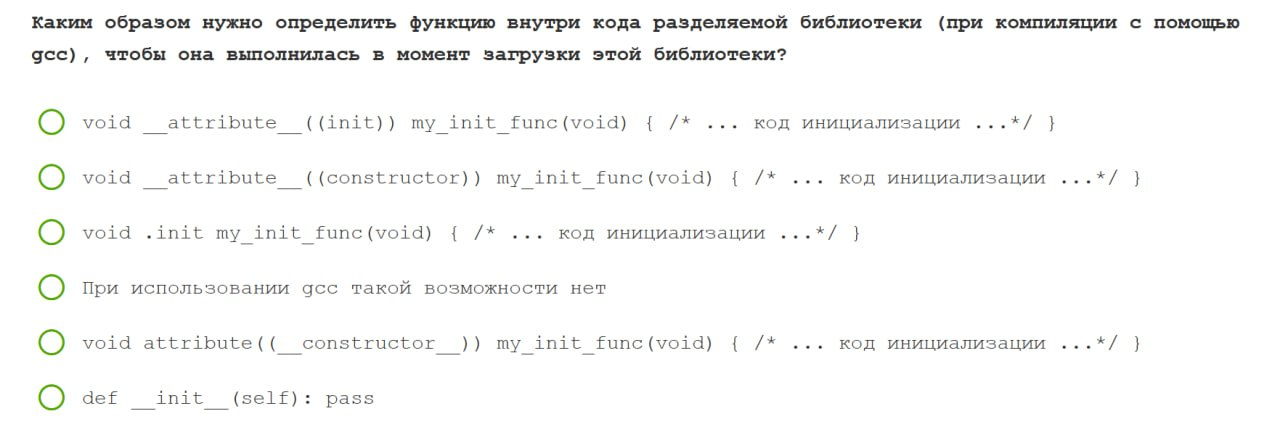 Каким образом нужно определить функцию внутри кода разделяемой библиотеки (при компиляции с помощью
gcc), чтобы она выполнилась в момент загрузки этой библиотеки?
void __attribute__((init)) my_init_func(void) { /* ... код инициализации ...*/ }
void __attribute__((constructor)) my_init_func(void) { /* ... код инициализации ...*/ }
void .init my_init_func(void) { /* ... код инициализации ...*/ }
При использовании gcc такой возможности нет
void attribute((__constructor__)) my_init_func(void) { /* ... код инициализации ...*/ }
def __init__(self): pass